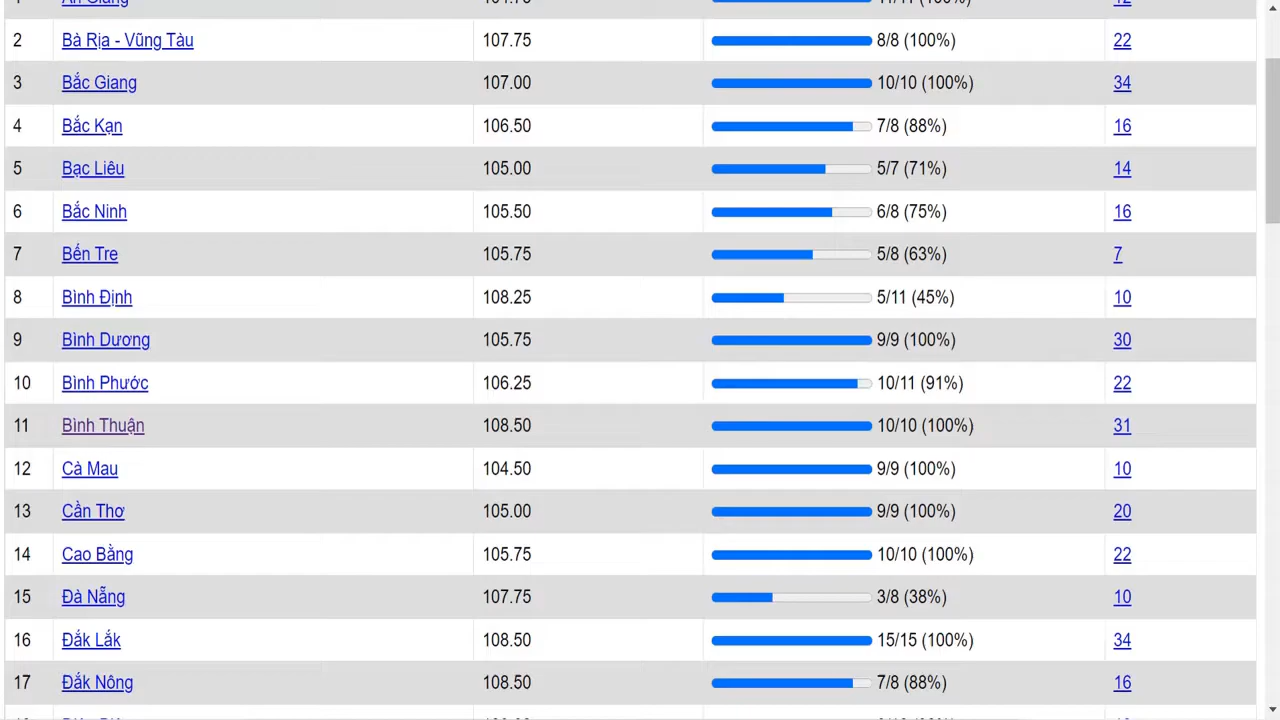 2 Bà Rịa - Vũng Tàu 107.75 8/8 (100%) 22
3 Bắc Giang 107.00 10/10 (100%) 34
4 Bắc Kạn 106.50 7/8 (88%) 16
5 Bạc Liêu 105.00 5/7 (71%) 14
6 Bắc Ninh 105.50 6/8 (75%) 16
7 Bến Tre 105.75 5/8 (63%) 7
8 Bình Định 108.25 5/11 (45%) 10
9 Bình Dương 105.75 9/9 (100%) 30
10 Bình Phước 106.25 10/11 (91%) 22
11 Bình Thuận 108.50 10/10 (100%) 31
12 Cà Mau 104.50 9/9 (100%) 10
13 Cần Thơ 105.00 9/9 (100%) 20
14 Cao Bằng 105.75 10/10 (100%) 22
15 Đà Nẵng 107.75 3/8 (38%) 10
16 Đắk Lắk 108.50 15/15 (100%) 34
17 Đắk Nông 108.50 7/8 (88%) 16